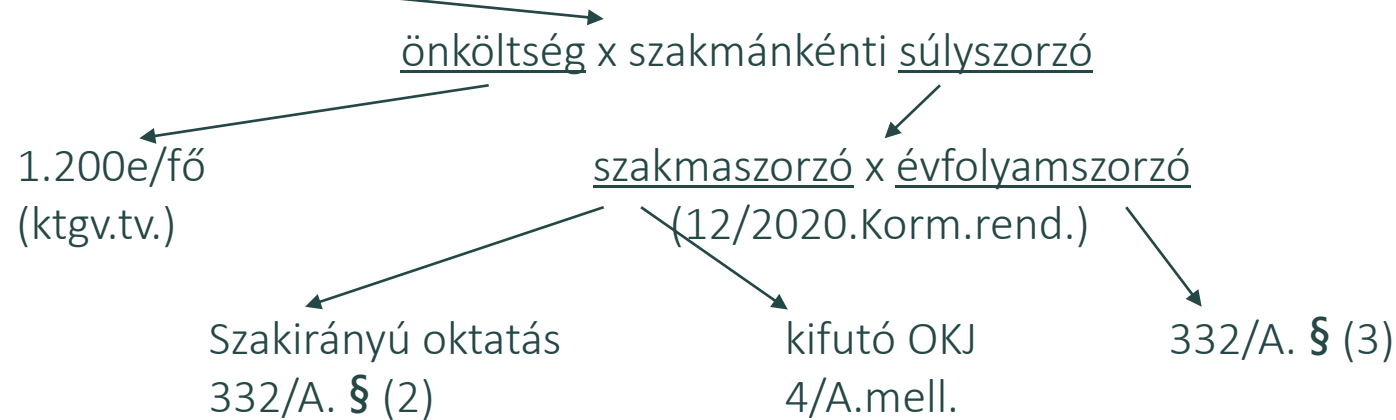 önköltség x szakmánkénti súlyszorzó
1.200e/fő
(ktgv.tv.)
szakmaszorzó x évfolyamszorzó
(12/2020.Korm.rend.)
Szakirányú oktatás
332/A. § (2)
kifutó OKJ
4/A.mell.
332/A. § (3)